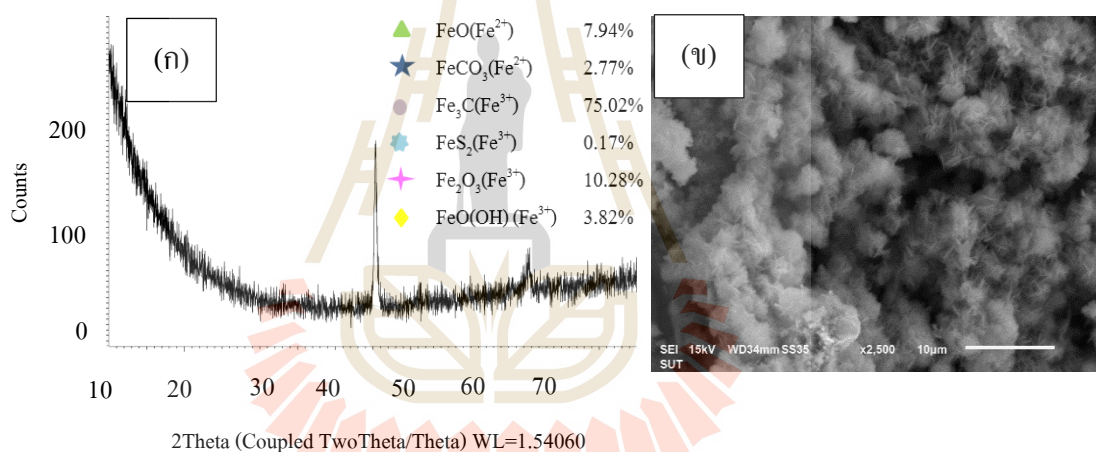 (ก)
FeO(Fe²⁺) 7.94%
FeCO₃(Fe²⁺) 2.77%
Fe₃C(Fe³⁺) 75.02%
FeS₂(Fe³⁺) 0.17%
Fe₂O₃(Fe³⁺) 10.28%
FeO(OH) (Fe³⁺) 3.82%
Counts
200
100
0
10 20 30 40 50 60 70
2Theta (Coupled TwoTheta/Theta) WL=1.54060
(ข)
SEI 15kV WD34mm SS35 x2,500 10µm
SUT